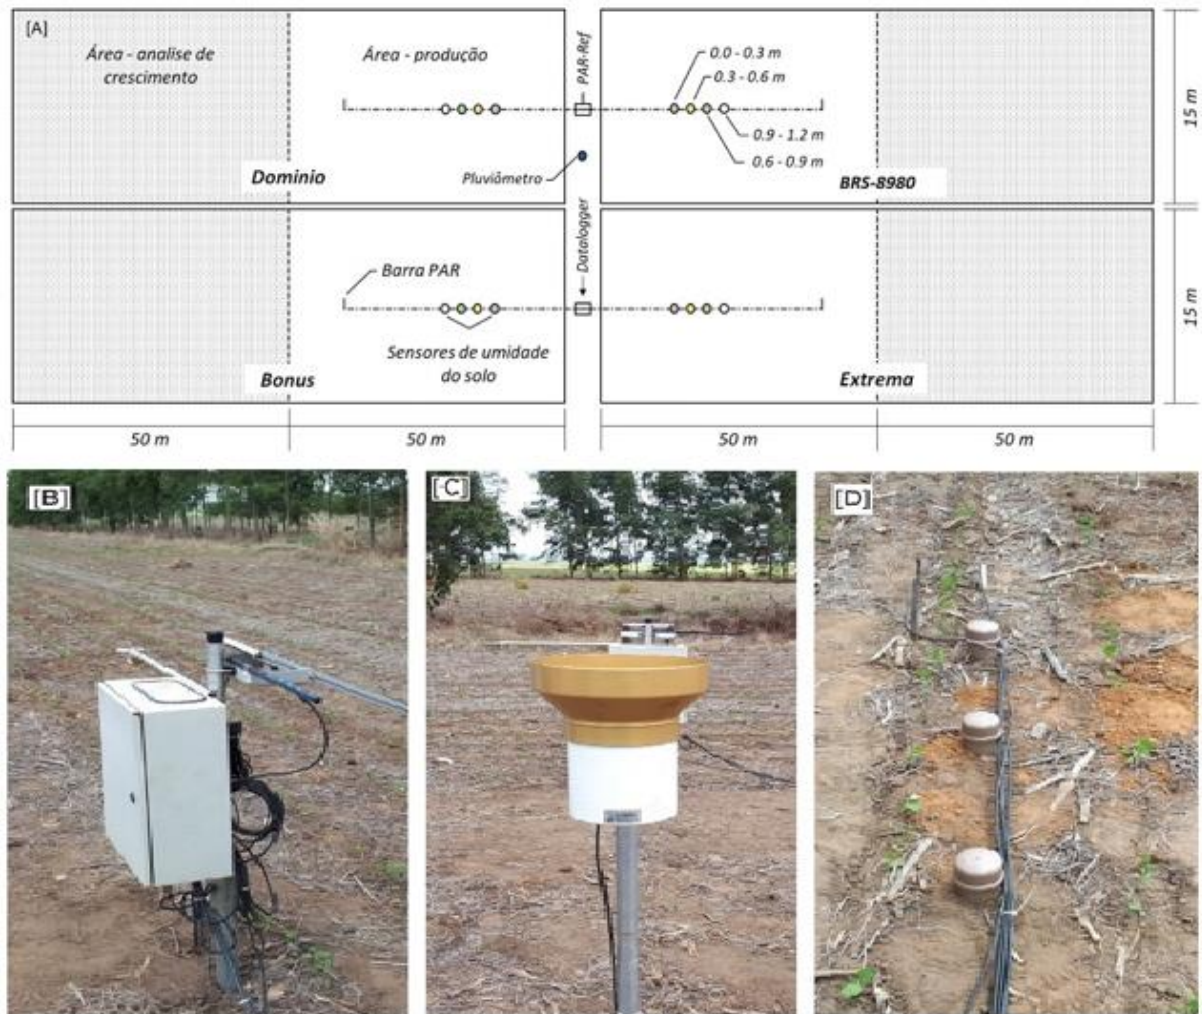 [A]
Área - analise de
crescimento
Área - produção
PAR-Ref
0.0 - 0.3 m
0.3 - 0.6 m
0.9 - 1.2 m
0.6 - 0.9 m
15 m
Pluviômetro
Dominio
BRS-8980
Datalogger
Barra PAR
Sensores de umidade
do solo
15 m
Bonus
Extrema
50 m
50 m
50 m
50 m
[B]
[C]
[D]